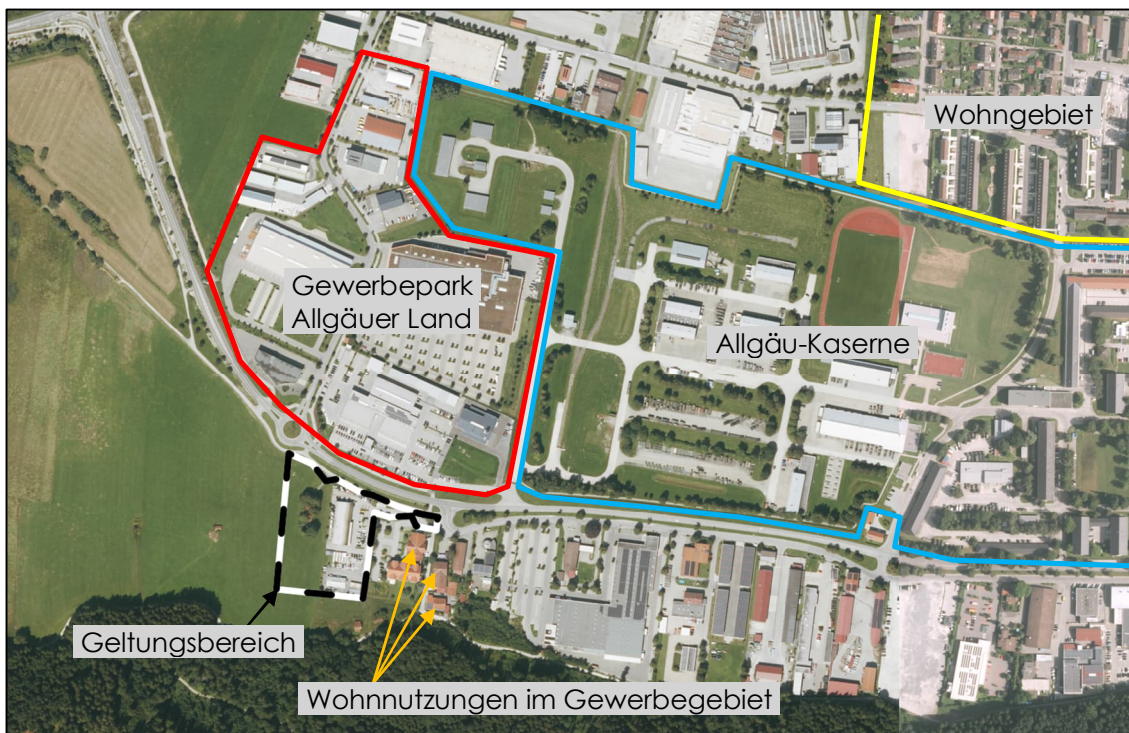 Wohngebiet
Gewerbepark
Allgäuer Land
Allgäu-Kaserne
Geltungsbereich
Wohnnutzungen im Gewerbegebiet